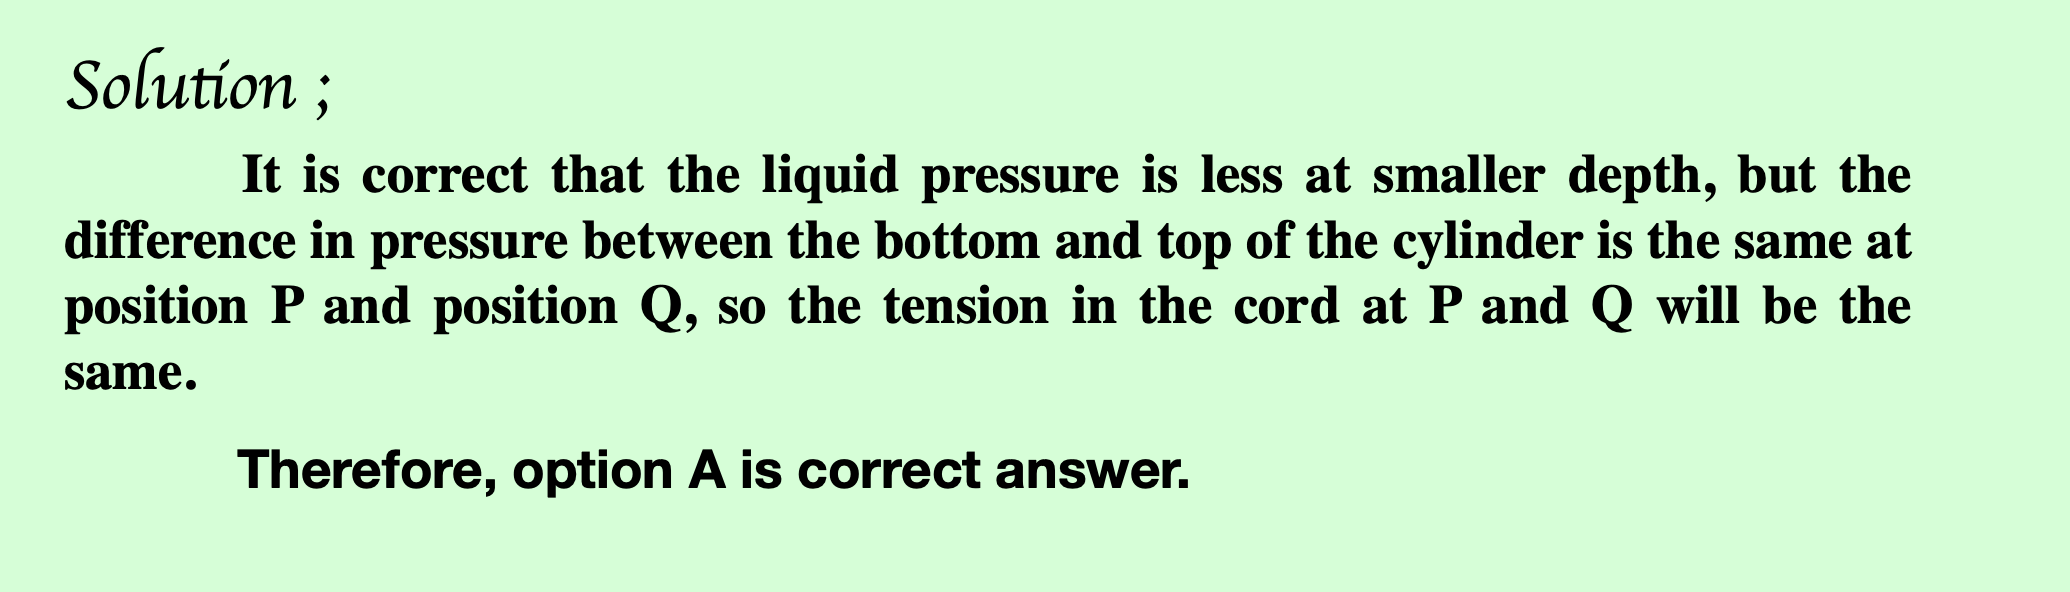 Solution ;
It is correct that the liquid pressure is less at smaller depth, but the
difference in pressure between the bottom and top of the cylinder is the same at
position P and position Q, so the tension in the cord at P and Q will be the
same.
Therefore, option A is correct answer.